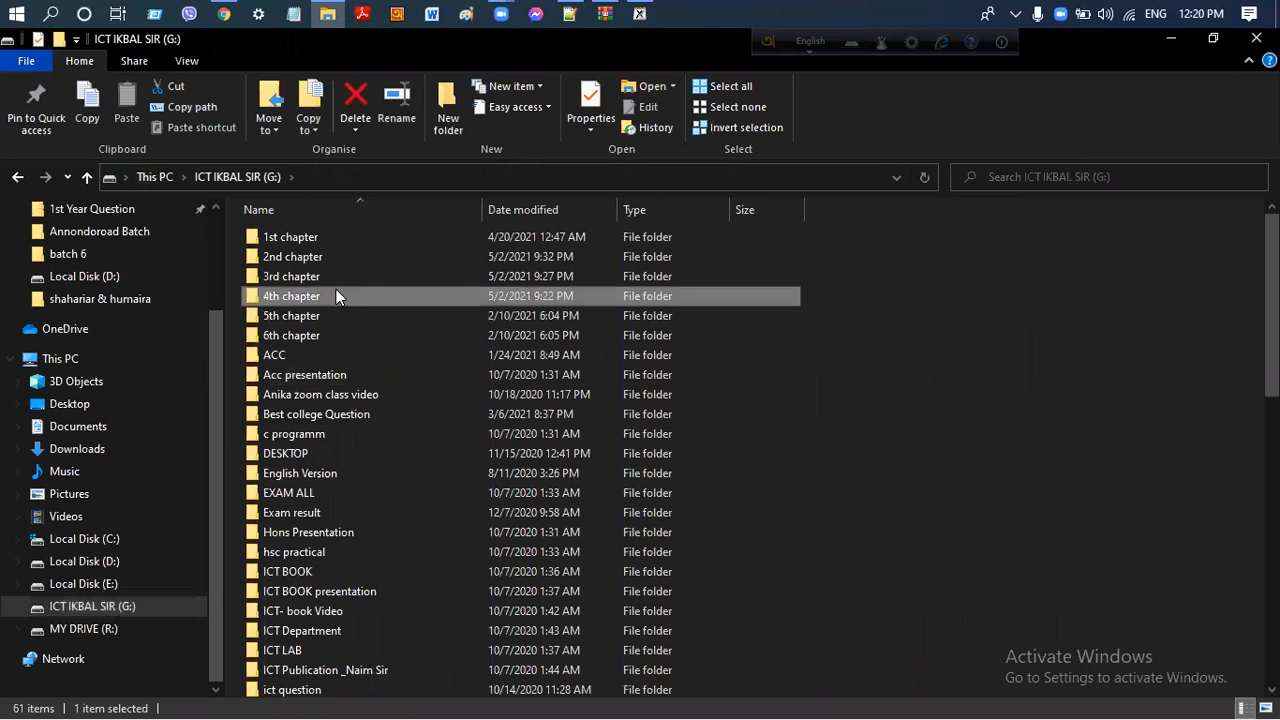 ENG 12:20 PM
ICT IKBAL SIR (G:)
English
File Home Share View
Pin to Quick access
Copy
Paste
Cut
Copy path
Paste shortcut
Clipboard
Move to
Copy to
Delete
Rename
Organise
New folder
New item
Easy access
New
Properties
Open
Edit
History
Open
Select all
Select none
Invert selection
Select
This PC ICT IKBAL SIR (G:)
Search ICT IKBAL SIR (G:)
1st Year Question
Annondoroad Batch
batch 6
Local Disk (D:)
shahariar & humaira
OneDrive
This PC
3D Objects
Desktop
Documents
Downloads
Music
Pictures
Videos
Local Disk (C:)
Local Disk (D:)
Local Disk (E:)
ICT IKBAL SIR (G:)
MY DRIVE (R:)
Network
Name Date modified Type Size
1st chapter 4/20/2021 12:47 AM File folder
2nd chapter 5/2/2021 9:32 PM File folder
3rd chapter 5/2/2021 9:27 PM File folder
4th chapter 5/2/2021 9:22 PM File folder
5th chapter 2/10/2021 6:04 PM File folder
6th chapter 2/10/2021 6:05 PM File folder
ACC 1/24/2021 8:49 AM File folder
Acc presentation 10/7/2020 1:31 AM File folder
Anika zoom class video 10/18/2020 11:17 PM File folder
Best college Question 3/6/2021 8:37 PM File folder
c programm 10/7/2020 1:31 AM File folder
DESKTOP 11/15/2020 12:41 PM File folder
English Version 8/11/2020 3:26 PM File folder
EXAM ALL 10/7/2020 1:33 AM File folder
Exam result 12/7/2020 9:58 AM File folder
Hons Presentation 10/7/2020 1:31 AM File folder
hsc practical 10/7/2020 1:33 AM File folder
ICT BOOK 10/7/2020 1:36 AM File folder
ICT BOOK presentation 10/7/2020 1:37 AM File folder
ICT- book Video 10/7/2020 1:42 AM File folder
ICT Department 10/7/2020 1:43 AM File folder
ICT LAB 10/7/2020 1:37 AM File folder
ICT Publication _Naim Sir 10/7/2020 1:44 AM File folder
ict question 10/14/2020 11:28 AM File folder
Activate Windows
Go to Settings to activate Windows.
61 items 1 item selected